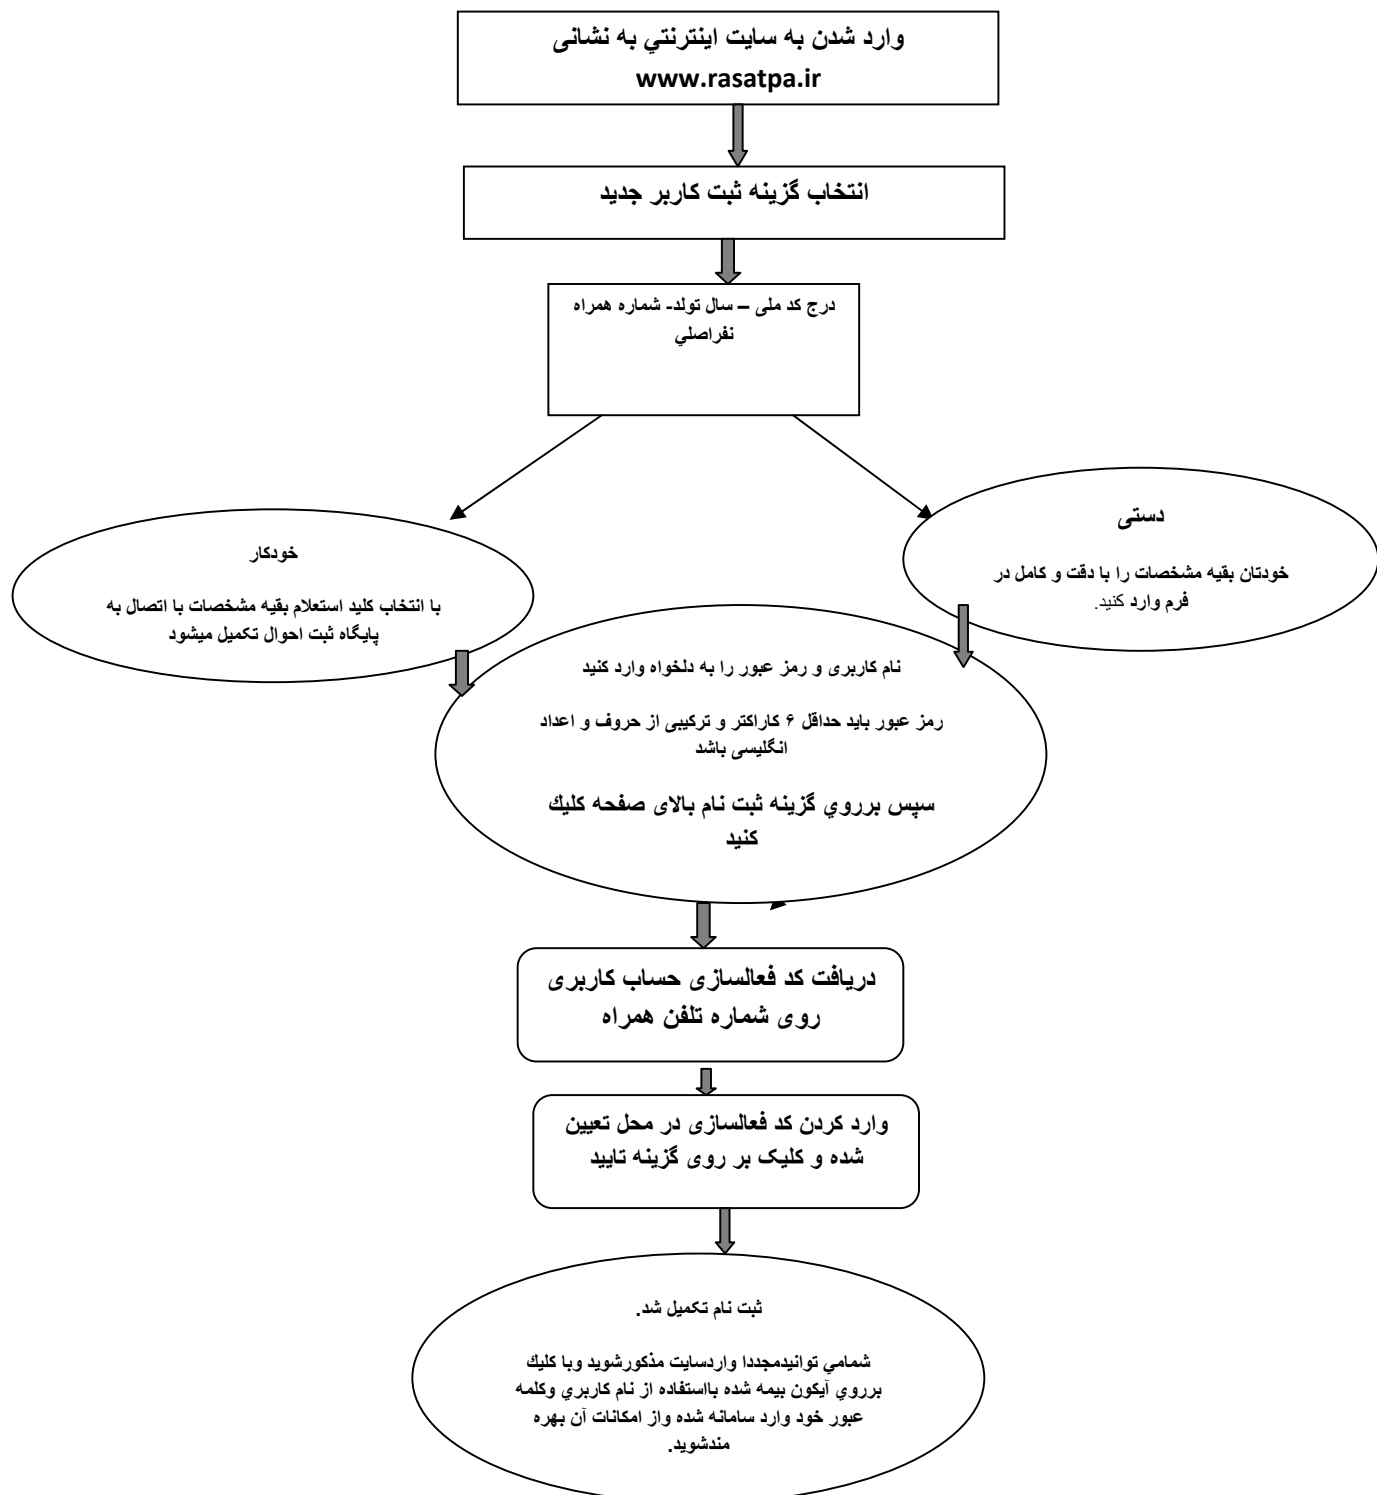 وارد شدن به سایت اینترنتي به نشانی
www.rasatpa.ir
انتخاب گزینه ثبت کاربر جدید
درج کد ملی – سال تولد- شماره همراه
نفراصلي
دستی
خودتان بقیه مشخصات را با دقت و کامل در
فرم وارد کنید.
خودکار
با انتخاب کلید استعلام بقیه مشخصات با اتصال به
پایگاه ثبت احوال تکمیل میشود
نام کاربری و رمز عبور را به دلخواه وارد کنید
رمز عبور باید حداقل ۶ کاراکتر و ترکیبی از حروف و اعداد
انگلیسی باشد
سپس برروي گزینه ثبت نام بالای صفحه کلیك
کنید
دریافت کد فعالسازی حساب کاربری
روی شماره تلفن همراه
وارد کردن کد فعالسازی در محل تعیین
شده و کلیک بر روی گزینه تایید
ثبت نام تکمیل شد.
شمامي توانیدمجددا واردسایت مذکورشوید وبا کلیك
برروي آیکون بیمه شده بااستفاده از نام کاربري وکلمه
عبور خود وارد سامانه شده واز امکانات آن بهره
مندشوید.